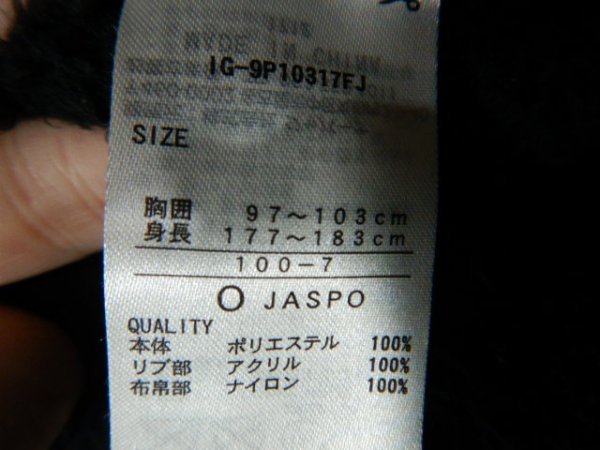 IG-9P10317FJ
SIZE
胸囲 97〜103cm
身長 177〜183cm
100-7
O JASPO
QUALITY
本体 ポリエステル 100%
リブ部 アクリル 100%
布帛部 ナイロン 100%